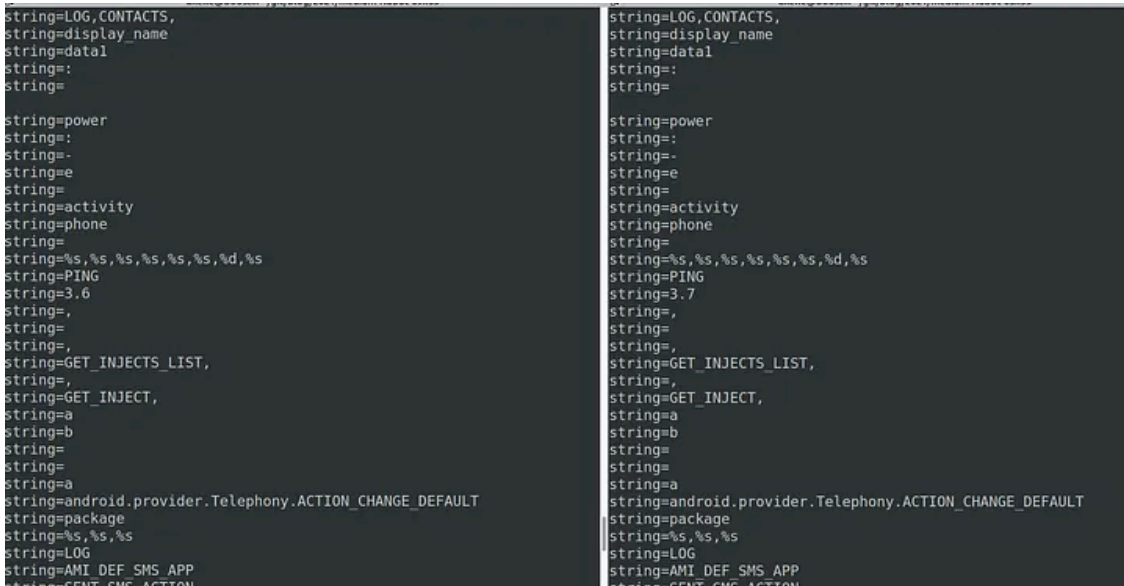 string=LOG,CONTACTS,
string=display_name
string=data1
string=:
string=
string=power
string=:
string=-
string=e
string=
string=activity
string=phone
string=
string=%s,%s,%s,%s,%s,%s,%d,%s
string=PING
string=3.6
string=,
string=
string=,
string=GET_INJECTS_LIST,
string=,
string=GET_INJECT,
string=a
string=b
string=
string=
string=a
string=android.provider.Telephony.ACTION_CHANGE_DEFAULT
string=package
string=%s,%s,%s
string=LOG
string=AMI_DEF_SMS_APP
string=SENT_SMS_ACTION
string=LOG,CONTACTS,
string=display_name
string=data1
string=:
string=
string=power
string=:
string=-
string=e
string=
string=activity
string=phone
string=
string=%s,%s,%s,%s,%s,%s,%d,%s
string=PING
string=3.7
string=,
string=
string=,
string=GET_INJECTS_LIST,
string=,
string=GET_INJECT,
string=a
string=b
string=
string=
string=a
string=android.provider.Telephony.ACTION_CHANGE_DEFAULT
string=package
string=%s,%s,%s
string=LOG
string=AMI_DEF_SMS_APP
string=SENT_SMS_ACTION